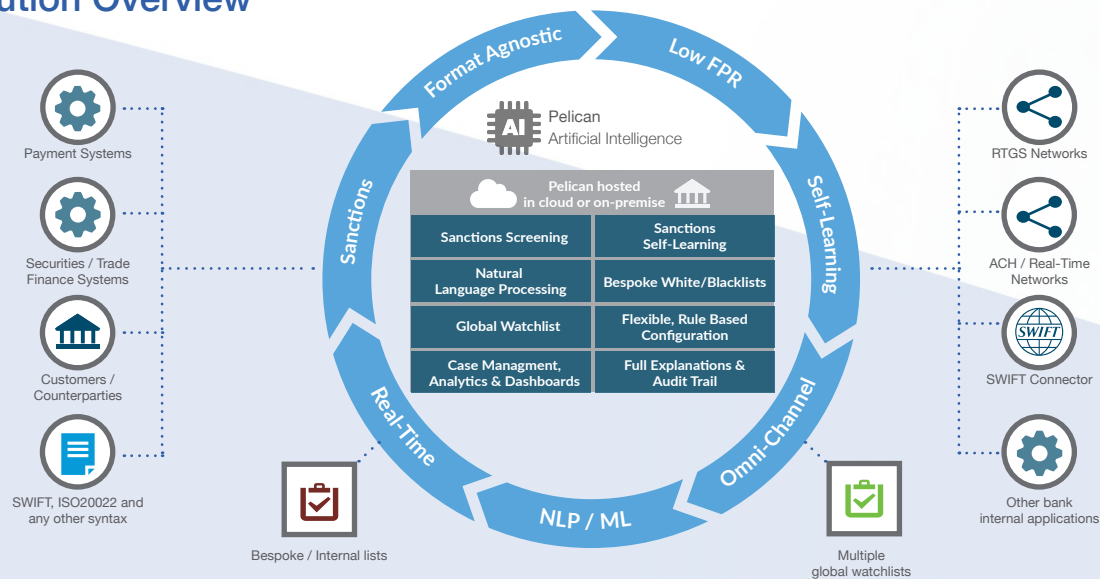 ution Overview
Format Agnostic
Low FPR
Self-Learning
Omni-Channel
NLP / ML
Real-Time
Sanctions
AI
Pelican
Artificial Intelligence
Pelican hosted
in cloud or on-premise
Sanctions Screening
Sanctions
Self-Learning
Natural
Language Processing
Bespoke White/Blacklists
Global Watchlist
Flexible, Rule Based
Configuration
Case Managment,
Analytics & Dashboards
Full Explanations &
Audit Trail
Payment Systems
Securities / Trade
Finance Systems
Customers /
Counterparties
SWIFT, ISO20022 and
any other syntax
Bespoke / Internal lists
RTGS Networks
ACH / Real-Time
Networks
SWIFT
SWIFT Connector
Other bank
internal applications
Multiple
global watchlists